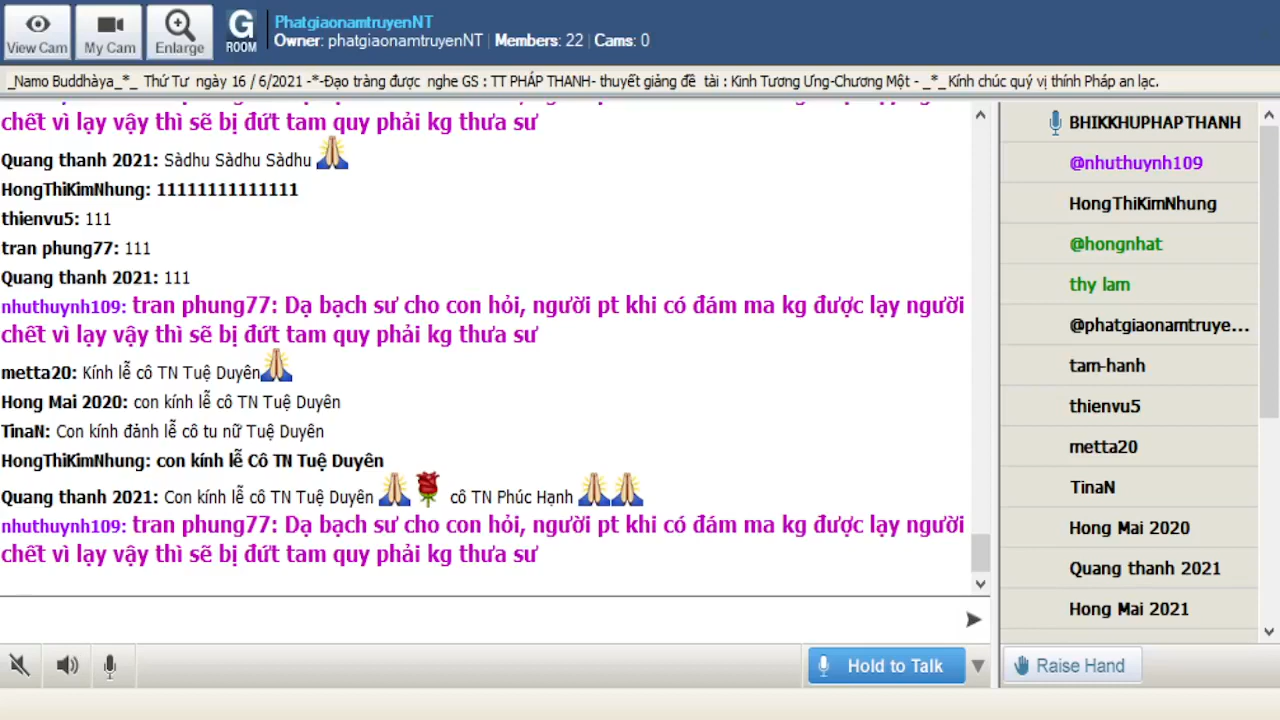 View Cam
My Cam
Enlarge
G
ROOM
PhatgiaonamtruyenNT
Owner: phatgiaonamtruyenNT | Members: 22 | Cams: 0
_Namo Buddhàya_*_ Thứ Tư ngày 16 / 6/2021 -*-Đạo tràng được nghe GS : TT PHÁP THANH- thuyết giảng đề tài : Kinh Tương Ưng-Chương Một - _*_Kính chúc quý vị thính Pháp an lạc.
chết vì lạy vậy thì sẽ bị đứt tam quy phải kg thưa sư
Quang thanh 2021: Sàdhu Sàdhu Sàdhu
HongThiKimNhung: 11111111111111
thienvu5: 111
tran phung77: 111
Quang thanh 2021: 111
nhuthuynh109: tran phung77: Dạ bạch sư cho con hỏi, người pt khi có đám ma kg được lạy người
chết vì lạy vậy thì sẽ bị đứt tam quy phải kg thưa sư
metta20: Kính lễ cô TN Tuệ Duyên
Hong Mai 2020: con kính lễ cô TN Tuệ Duyên
TinaN: Con kính đảnh lễ cô tu nữ Tuệ Duyên
HongThiKimNhung: con kính lễ Cô TN Tuệ Duyên
Quang thanh 2021: Con kính lễ cô TN Tuệ Duyên cô TN Phúc Hạnh
nhuthuynh109: tran phung77: Dạ bạch sư cho con hỏi, người pt khi có đám ma kg được lạy người
chết vì lạy vậy thì sẽ bị đứt tam quy phải kg thưa sư
BHIKKHUPHAPTHANH
@nhuthuynh109
HongThiKimNhung
@hongnhat
thy lam
@phatgiaonamtruye...
tam-hanh
thienvu5
metta20
TinaN
Hong Mai 2020
Quang thanh 2021
Hong Mai 2021
Hold to Talk
Raise Hand